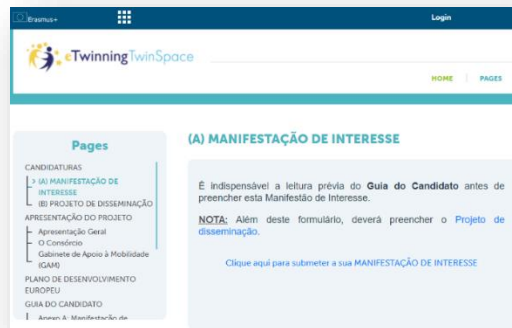 Erasmus+
Login
eTwinning TwinSpace
HOME
PAGES
Pages
CANDIDATURAS
> (A) MANIFESTAÇÃO DE
INTERESSE
(B) PROJETO DE DISSEMINAÇÃO
APRESENTAÇÃO DO PROJETO
Apresentação Geral
O Consórcio
Gabinete de Apoio à Mobilidade
(GAM)
PLANO DE DESENVOLVIMENTO
EUROPEU
GUIA DO CANDIDATO
Anexo A: Manifestação de
(A) MANIFESTAÇÃO DE INTERESSE
É indispensável a leitura prévia do Guia do Candidato antes de
preencher esta Manifestão de Interesse.
NOTA: Além deste formulário, deverá preencher o Projeto de
disseminação.
Clique aqui para submeter a sua MANIFESTAÇÃO DE INTERESSE